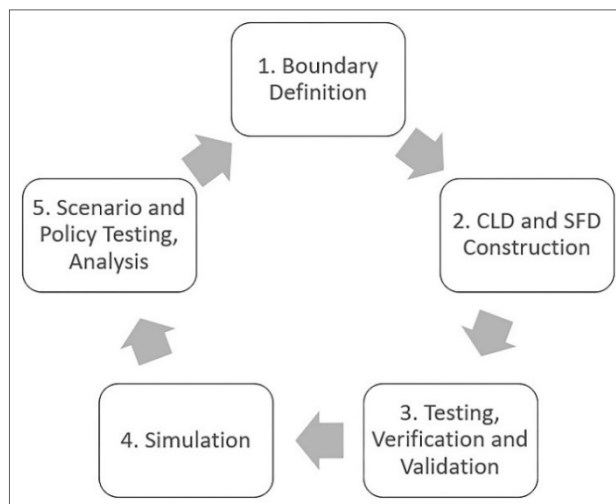 1. Boundary
Definition
2. CLD and SFD
Construction
3. Testing,
Verification and
Validation
4. Simulation
5. Scenario and
Policy Testing,
Analysis